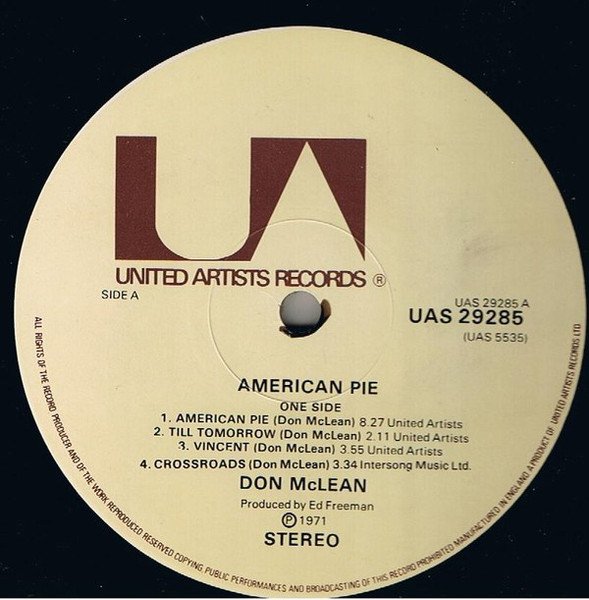 UA
UNITED ARTISTS RECORDS ®
SIDE A
UAS 29285 A
UAS 29285
(UAS 5535)
AMERICAN PIE
ONE SIDE
1. AMERICAN PIE (Don McLean) 8.27 United Artists
2. TILL TOMORROW (Don McLean) 2.11 United Artists
3. VINCENT (Don McLean) 3.55 United Artists
4. CROSSROADS (Don McLean) 3.34 Intersong Music Ltd.
DON McLEAN
Produced by Ed Freeman
℗ 1971
STEREO
ALL RIGHTS OF THE RECORD PRODUCER AND OF THE WORK REPRODUCED RESERVED COPYING PUBLIC PERFORMANCES AND BROADCASTING OF THIS RECORD PROHIBITED MANUFACTURED IN ENGLAND. A PRODUCT OF UNITED ARTISTS RECORDS LTD